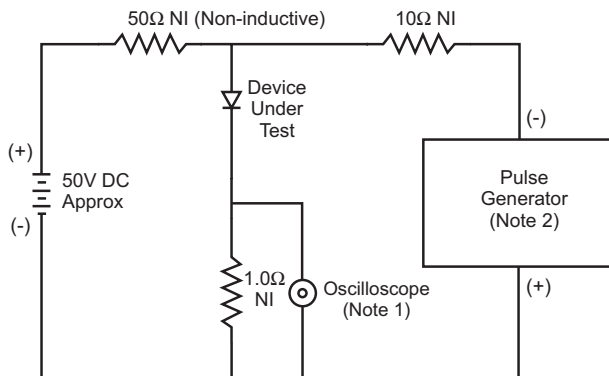 50Ω NI (Non-inductive)
10Ω NI
Device
Under
Test
(+)
50V DC
Approx
(-)
(-)
Pulse
Generator
(Note 2)
(+)
1.0Ω
NI
Oscilloscope
(Note 1)